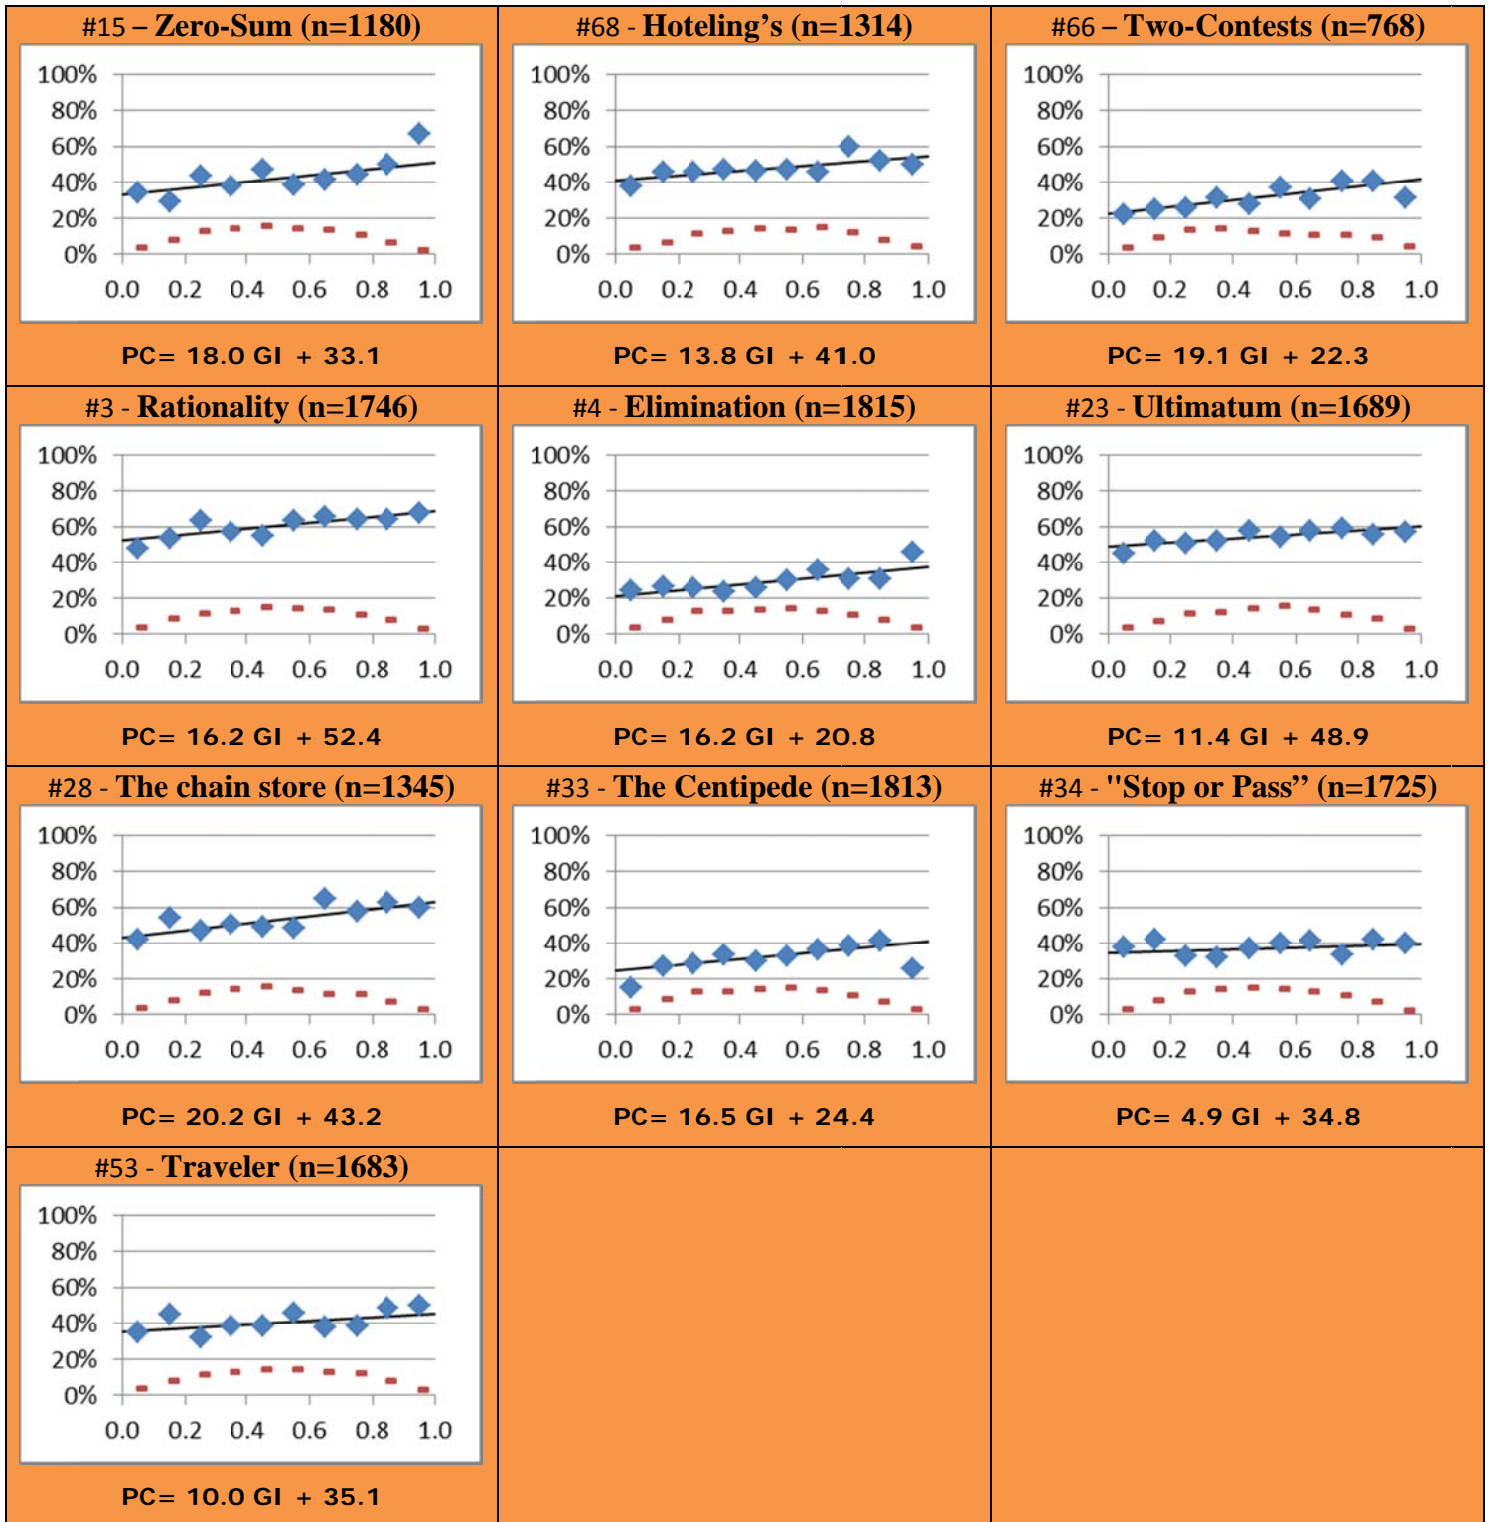 #15 – Zero-Sum (n=1180)
100%
80%
60%
40%
20%
0%
0.0 0.2 0.4 0.6 0.8 1.0
PC= 18.0 GI + 33.1
#68 - Hoteling's (n=1314)
100%
80%
60%
40%
20%
0%
0.0 0.2 0.4 0.6 0.8 1.0
PC= 13.8 GI + 41.0
#66 – Two-Contests (n=768)
100%
80%
60%
40%
20%
0%
0.0 0.2 0.4 0.6 0.8 1.0
PC= 19.1 GI + 22.3
#3 - Rationality (n=1746)
100%
80%
60%
40%
20%
0%
0.0 0.2 0.4 0.6 0.8 1.0
PC= 16.2 GI + 52.4
#4 - Elimination (n=1815)
100%
80%
60%
40%
20%
0%
0.0 0.2 0.4 0.6 0.8 1.0
PC= 16.2 GI + 20.8
#23 - Ultimatum (n=1689)
100%
80%
60%
40%
20%
0%
0.0 0.2 0.4 0.6 0.8 1.0
PC= 11.4 GI + 48.9
#28 - The chain store (n=1345)
100%
80%
60%
40%
20%
0%
0.0 0.2 0.4 0.6 0.8 1.0
PC= 20.2 GI + 43.2
#33 - The Centipede (n=1813)
100%
80%
60%
40%
20%
0%
0.0 0.2 0.4 0.6 0.8 1.0
PC= 16.5 GI + 24.4
#34 - "Stop or Pass” (n=1725)
100%
80%
60%
40%
20%
0%
0.0 0.2 0.4 0.6 0.8 1.0
PC= 4.9 GI + 34.8
#53 - Traveler (n=1683)
100%
80%
60%
40%
20%
0%
0.0 0.2 0.4 0.6 0.8 1.0
PC= 10.0 GI + 35.1